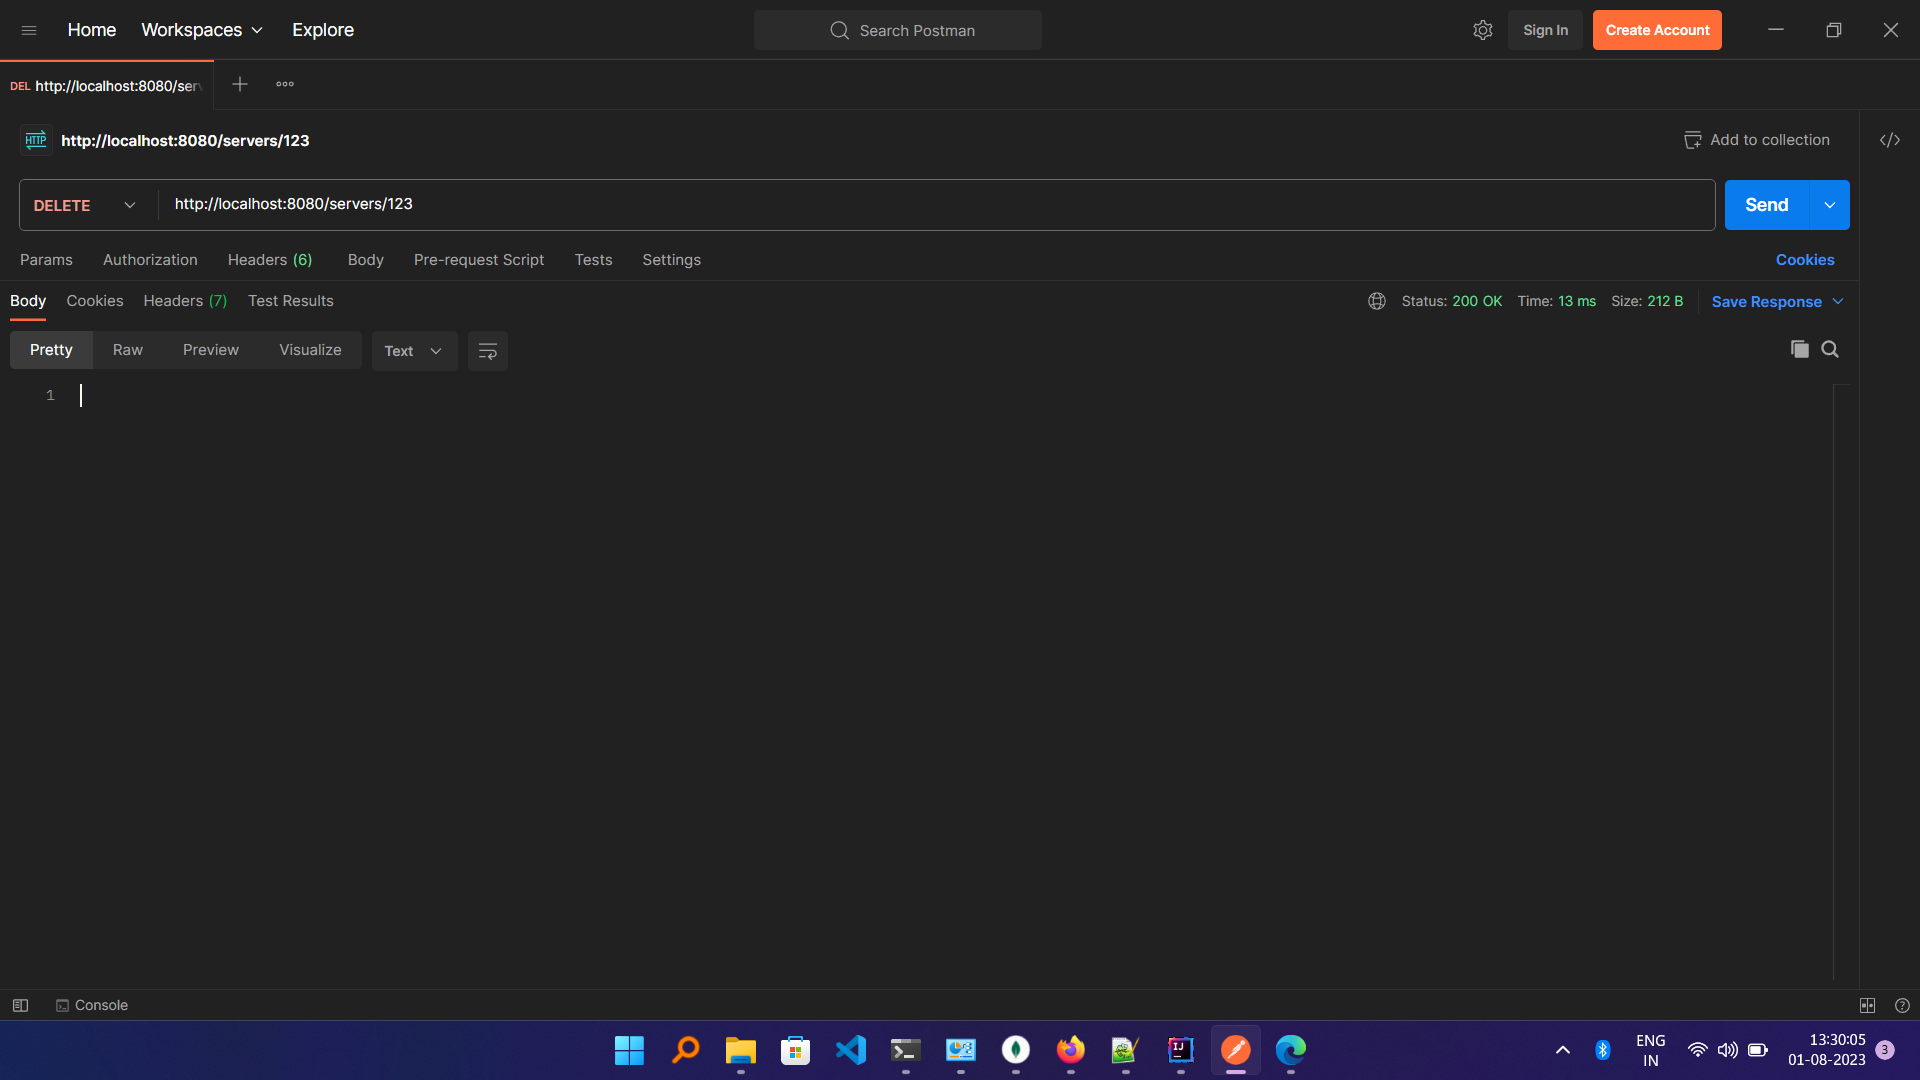 Home Workspaces Explore Search Postman Sign In Create Account
DEL http://localhost:8080/ser
HTTP http://localhost:8080/servers/123 Add to collection </>
DELETE http://localhost:8080/servers/123 Send
Params Authorization Headers (6) Body Pre-request Script Tests Settings Cookies
Body Cookies Headers (7) Test Results Status: 200 OK Time: 13 ms Size: 212 B Save Response
Pretty Raw Preview Visualize Text
1
Console
ENG
IN
13:30:05
01-08-2023
3